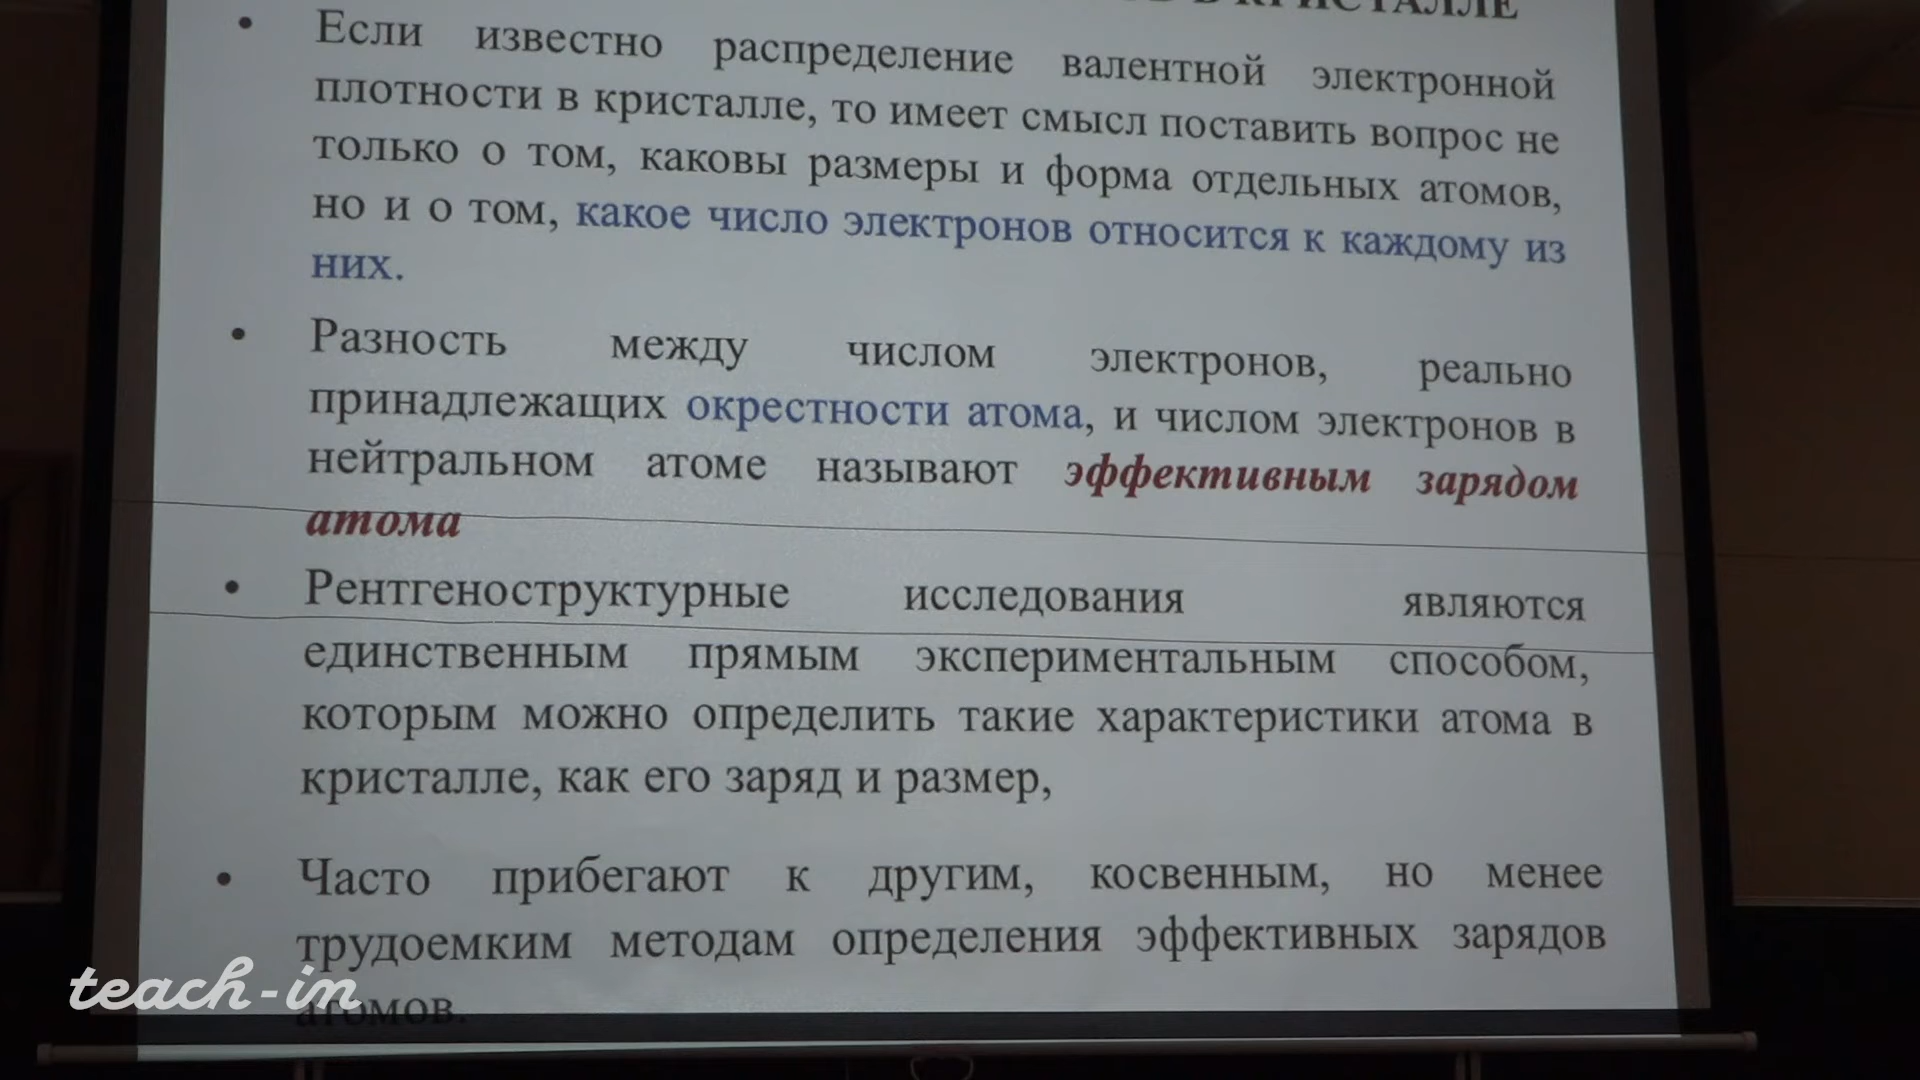 КРИСТАЛЛЕ
• Если известно распределение валентной электронной
плотности в кристалле, то имеет смысл поставить вопрос не
только о том, каковы размеры и форма отдельных атомов,
но и о том, какое число электронов относится к каждому из
них.
• Разность между числом электронов, реально
принадлежащих окрестности атома, и числом электронов в
нейтральном атоме называют эффективным зарядом
атома
• Рентгеноструктурные исследования являются
единственным прямым экспериментальным способом,
которым можно определить такие характеристики атома в
кристалле, как его заряд и размер,
• Часто прибегают к другим, косвенным, но менее
трудоемким методам определения эффективных зарядов
атомов.
teach-in